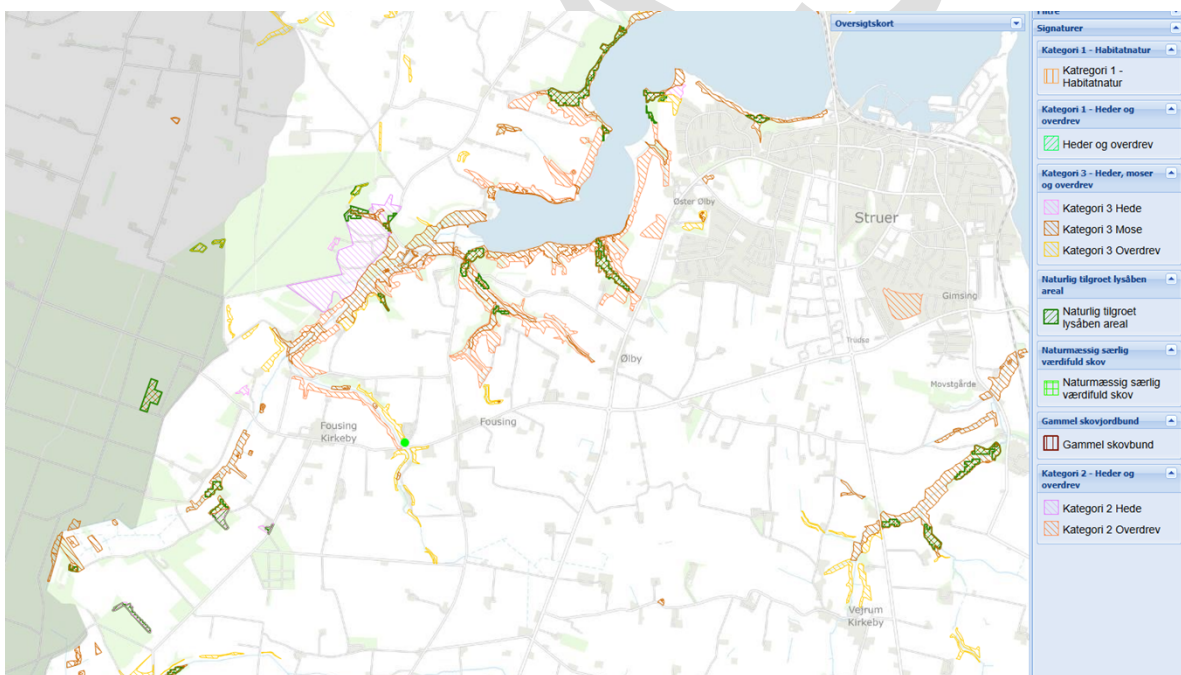 Oversigtskort
Filtre
Signaturer
Kategori 1 - Habitatnatur
Katregori 1 -
Habitatnatur
Kategori 1 - Heder og
overdrev
Heder og overdrev
Kategori 3 - Heder, moser
og overdrev
Kategori 3 Hede
Kategori 3 Mose
Kategori 3 Overdrev
Naturlig tilgroet lysåben
areal
Naturlig tilgroet
lysåben areal
Naturmæssig særlig
værdifuld skov
Naturmæssig særlig
værdifuld skov
Gammel skovjordbund
Gammel skovbund
Kategori 2 - Heder og
overdrev
Kategori 2 Hede
Kategori 2 Overdrev
Øster Ølby
Struer
Gimsing
Trudsø
Ølby
Movstgårde
Fousing
Kirkeby
Fousing
Vejrum
Kirkeby